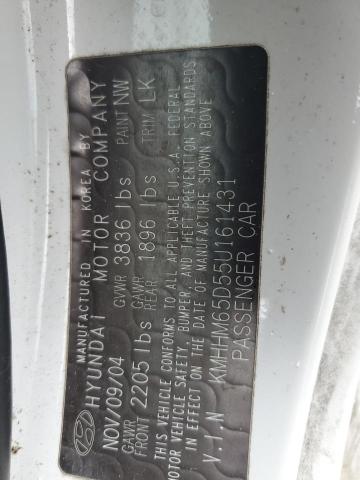 MANUFACTURED IN KOREA BY
HYUNDAI MOTOR COMPANY
NOV/09/04 GVWR 3836 lbs PAINT NW
GAWR FRONT 2205 lbs GAWR REAR 1896 lbs TRIM LK
THIS VEHICLE CONFORMS TO ALL APPLICABLE U.S.A. FEDERAL
MOTOR VEHICLE SAFETY, BUMPER, AND THEFT PREVENTION STANDARDS
IN EFFECT ON THE DATE OF MANUFACTURE SHOWN ABOVE
V.I.N KMHHM65D55U161431
PASSENGER CAR